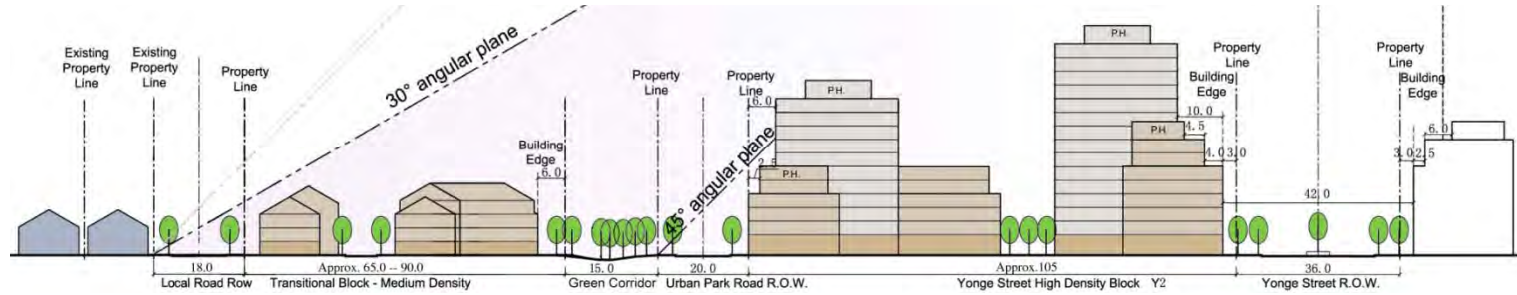 Existing
Property
Line
Existing
Property
Line
Property
Line
30° angular plane
Building
Edge
6.0
Property
Line
Property
Line
6.0
45° angular plane
2.5
P.H.
P.H.
P.H.
P.H.
Property
Line
Building
Edge
10.0
4.5
4.0
3.0
42.0
Property
Line
Building
Edge
6.0
3.0
2.5
18.0
Approx. 65.0 -- 90.0
15.0
20.0
Approx.105
36.0
Local Road Row
Transitional Block - Medium Density
Green Corridor
Urban Park Road R.O.W.
Yonge Street High Density Block Y2
Yonge Street R.O.W.